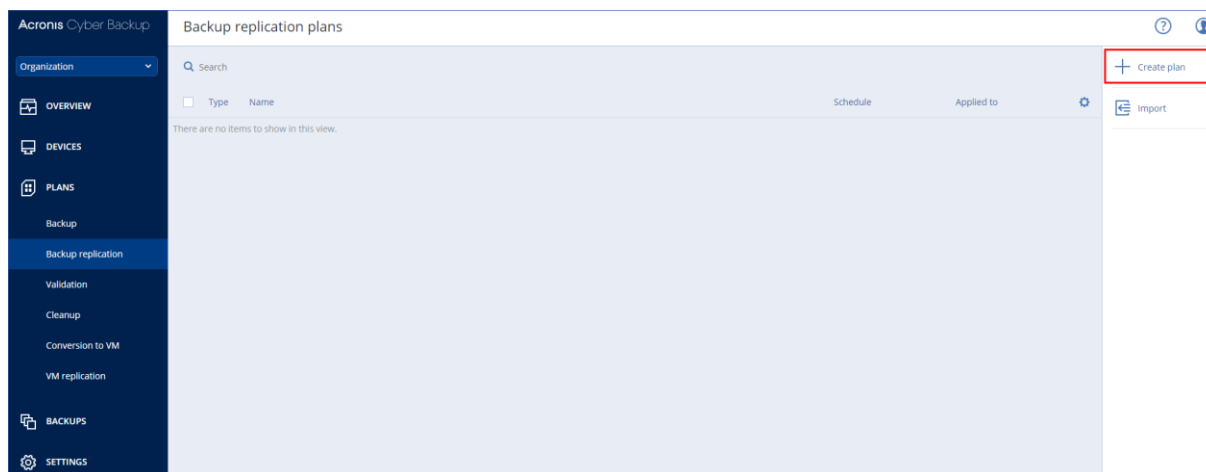 Acronis Cyber Backup
Backup replication plans
Organization
Search
Create plan
OVERVIEW
Type Name Schedule Applied to
Import
There are no items to show in this view.
DEVICES
PLANS
Backup
Backup replication
Validation
Cleanup
Conversion to VM
VM replication
BACKUPS
SETTINGS